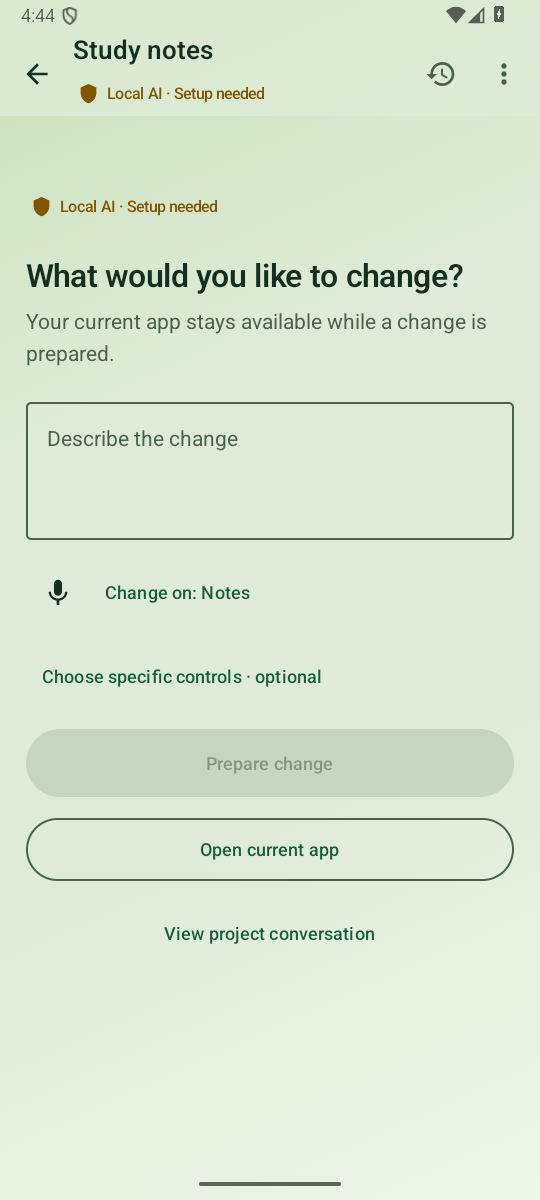 4:44
Study notes
Local AI · Setup needed
Local AI · Setup needed
What would you like to change?
Your current app stays available while a change is
prepared.
Describe the change
Change on: Notes
Choose specific controls · optional
Prepare change
Open current app
View project conversation